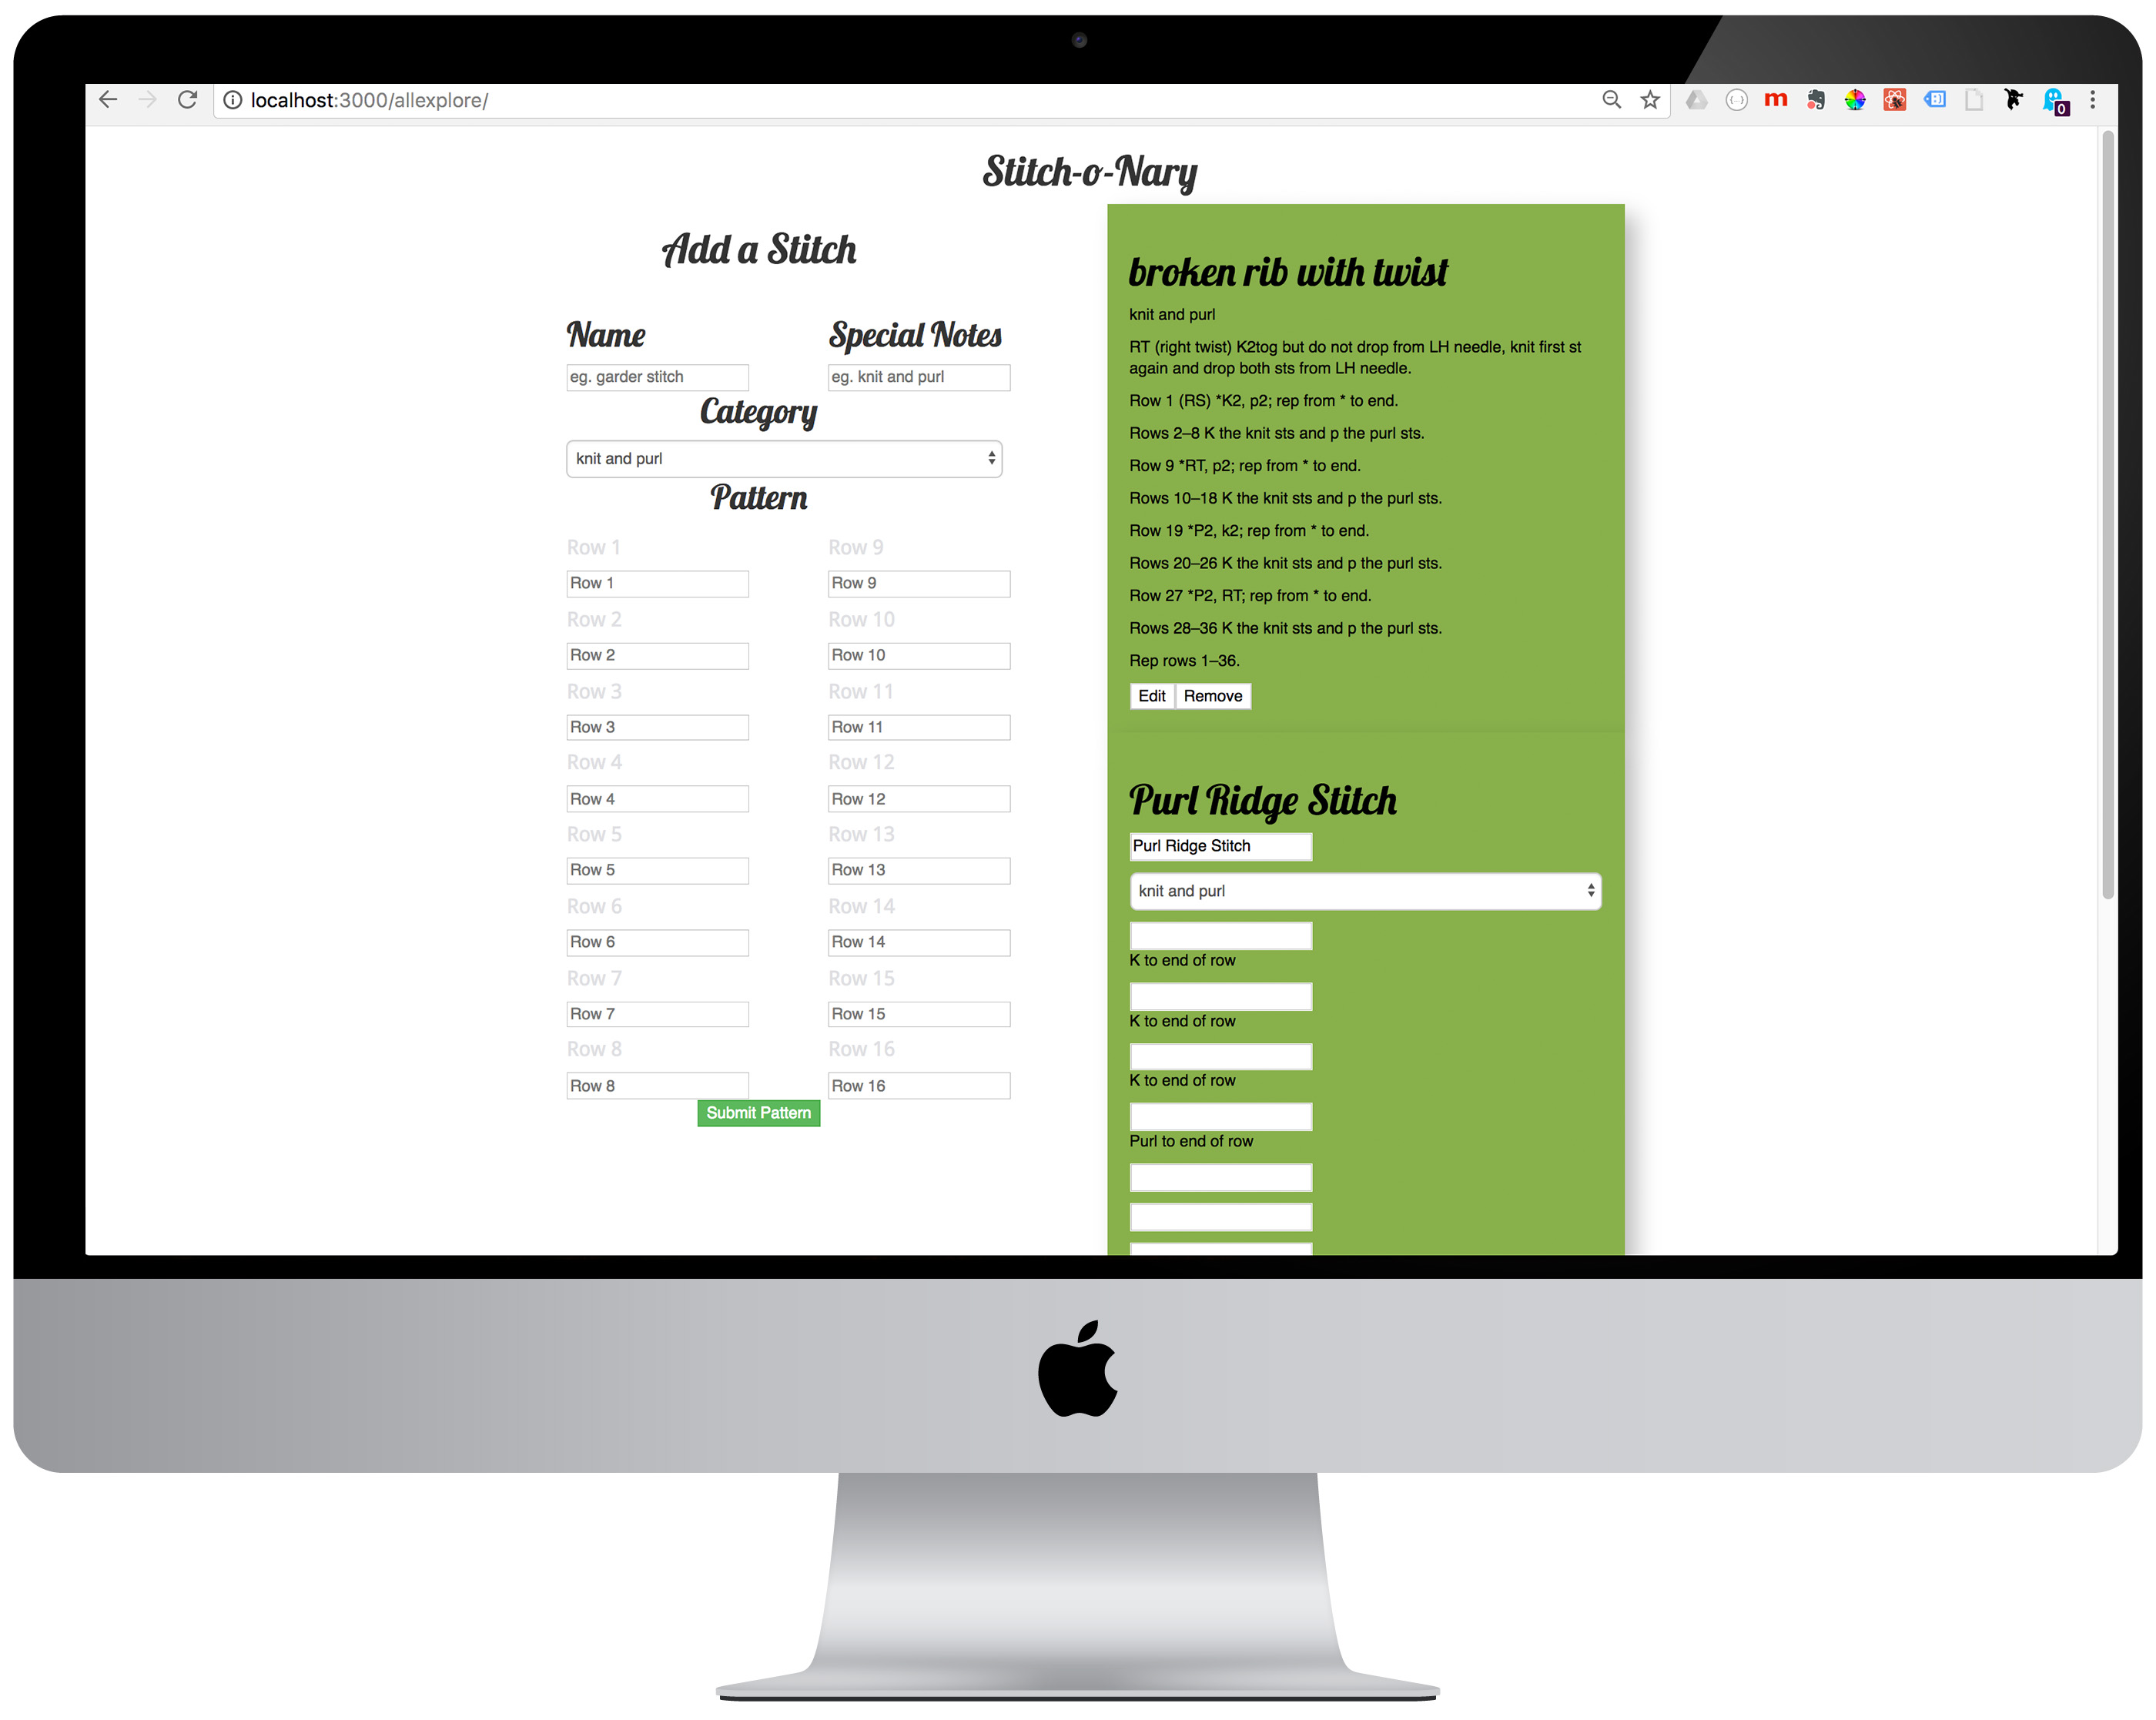 localhost:3000/allexplore/
m
0
Stitch-o-Nary
Add a Stitch
Name
Special Notes
eg. garder stitch
eg. knit and purl
Category
knit and purl
Pattern
Row 1
Row 9
Row 1
Row 9
Row 2
Row 10
Row 2
Row 10
Row 3
Row 11
Row 3
Row 11
Row 4
Row 12
Row 4
Row 12
Row 5
Row 13
Row 5
Row 13
Row 6
Row 14
Row 6
Row 14
Row 7
Row 15
Row 7
Row 15
Row 8
Row 16
Row 8
Row 16
Submit Pattern
broken rib with twist
knit and purl
RT (right twist) K2tog but do not drop from LH needle, knit first st
again and drop both sts from LH needle.
Row 1 (RS) *K2, p2; rep from * to end.
Rows 2–8 K the knit sts and p the purl sts.
Row 9 *RT, p2; rep from * to end.
Rows 10–18 K the knit sts and p the purl sts.
Row 19 *P2, k2; rep from * to end.
Rows 20–26 K the knit sts and p the purl sts.
Row 27 *P2, RT; rep from * to end.
Rows 28–36 K the knit sts and p the purl sts.
Rep rows 1–36.
Edit Remove
Purl Ridge Stitch
Purl Ridge Stitch
knit and purl
K to end of row
K to end of row
K to end of row
Purl to end of row